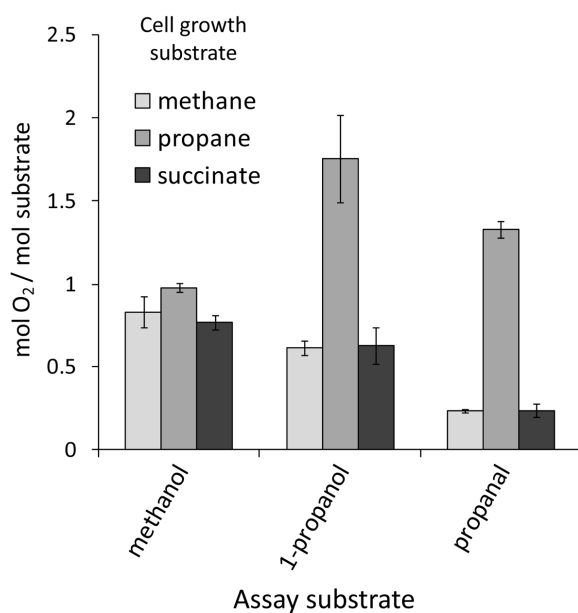 2.5
2
1.5
1
0.5
0
mol O₂ / mol substrate
Cell growth
substrate
methane
propane
succinate
methanol
1-propanol
propanal
Assay substrate